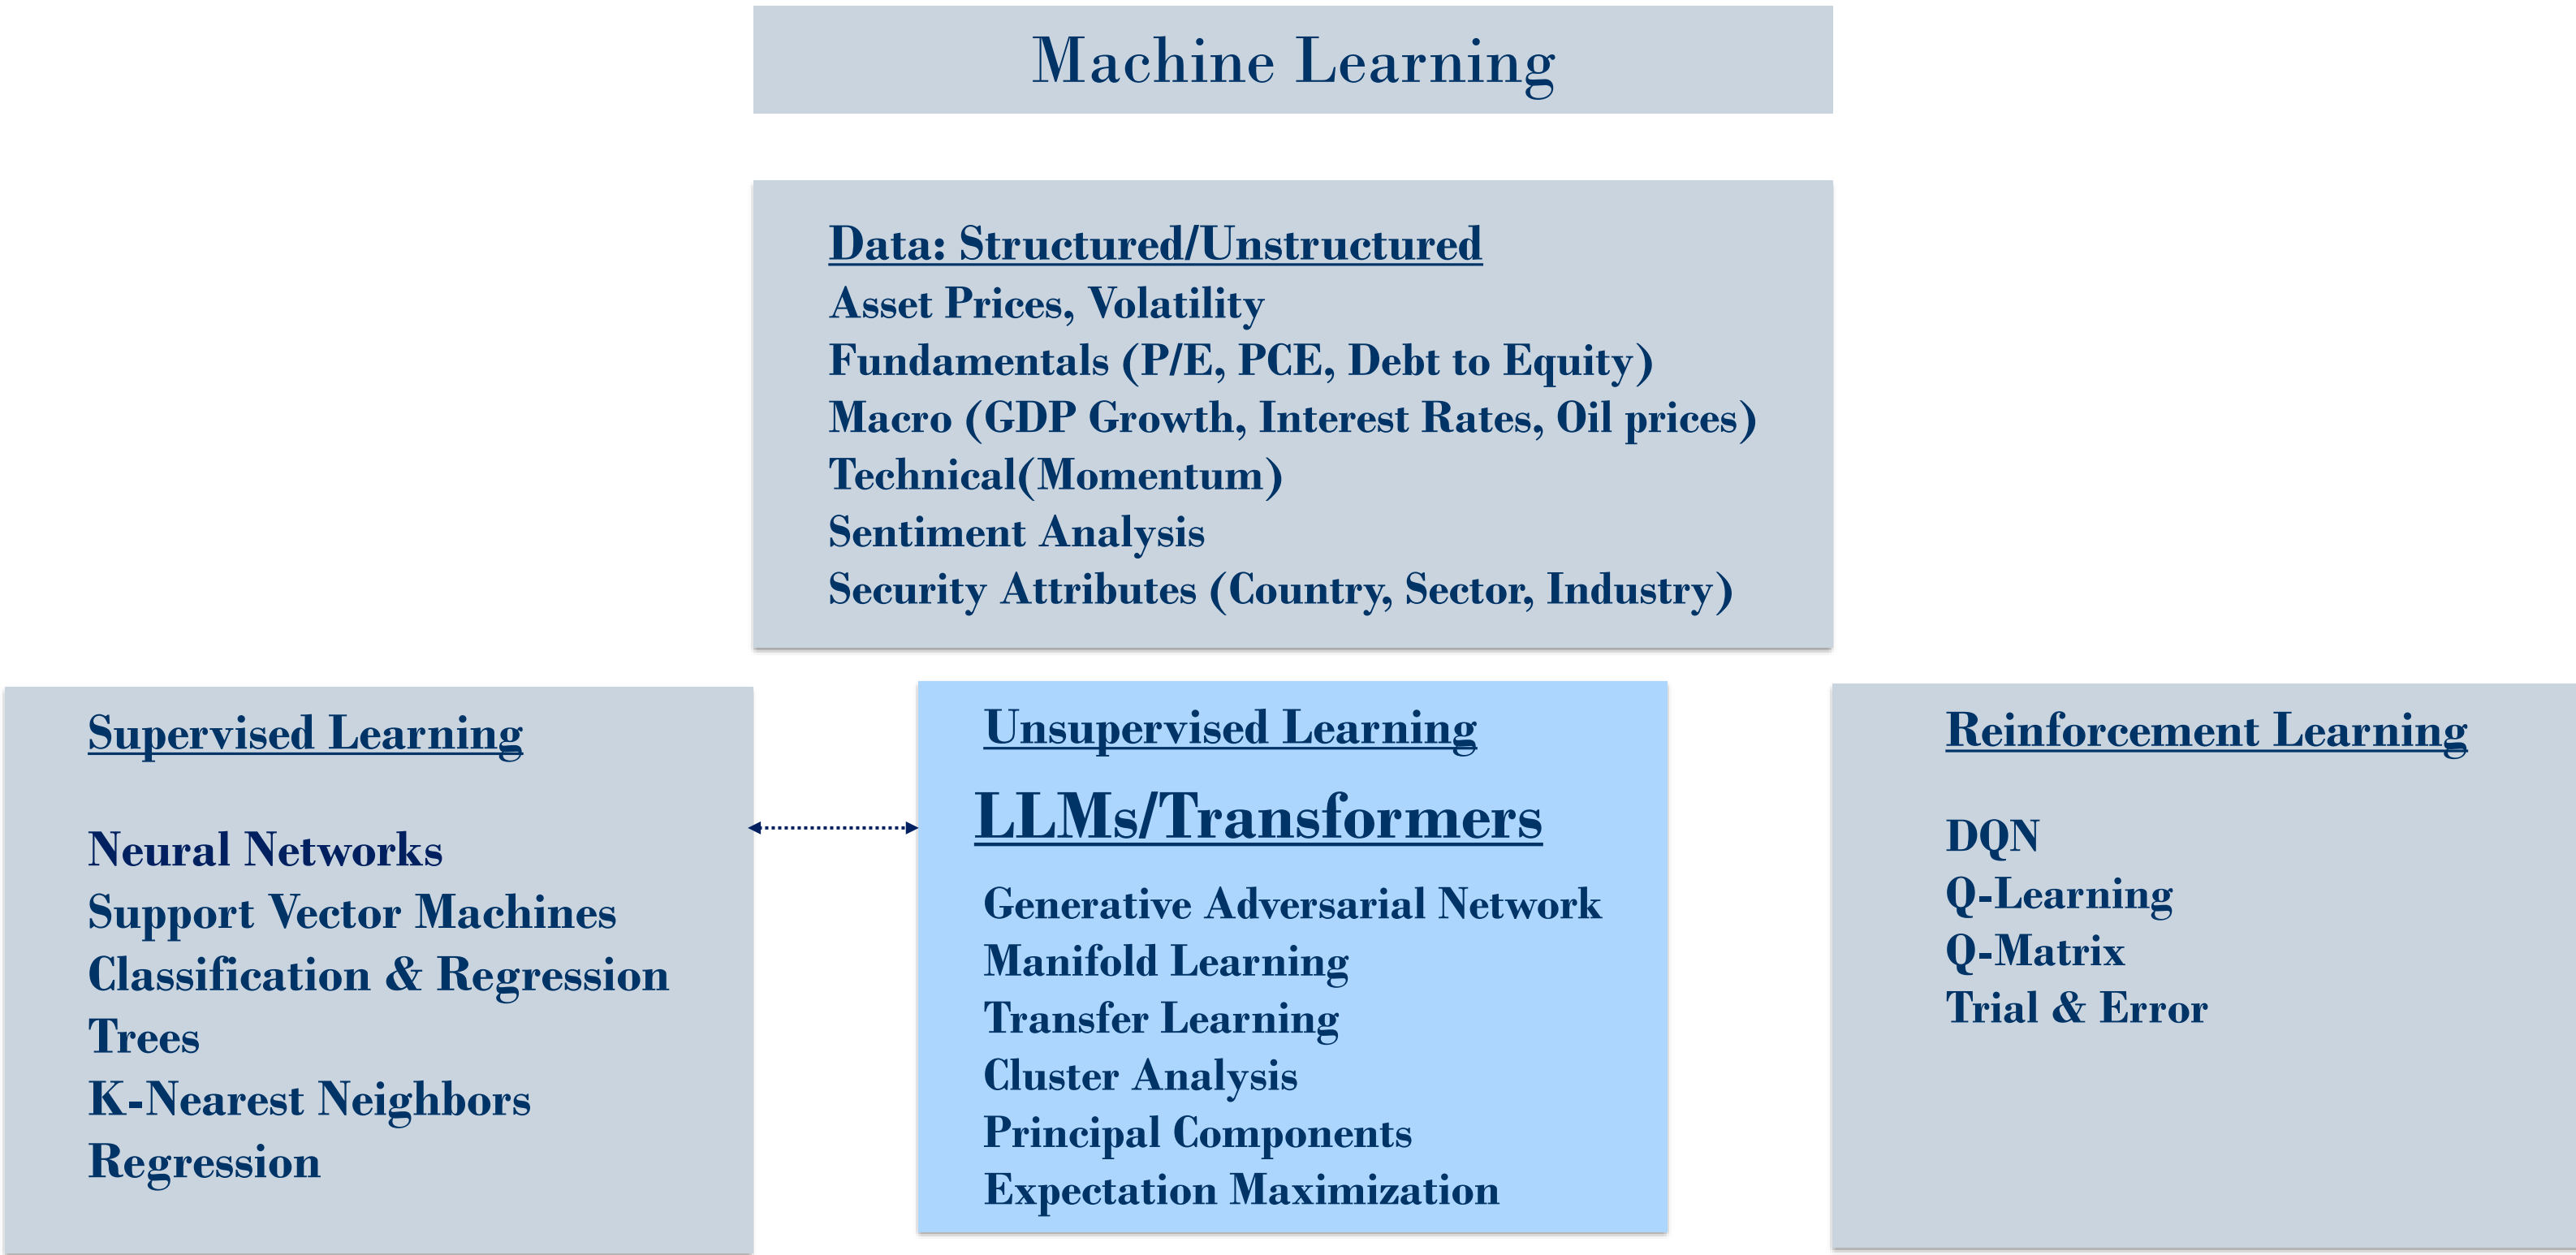 Machine Learning
Data: Structured/Unstructured
Asset Prices, Volatility
Fundamentals (P/E, PCE, Debt to Equity)
Macro (GDP Growth, Interest Rates, Oil prices)
Technical(Momentum)
Sentiment Analysis
Security Attributes (Country, Sector, Industry)
Supervised Learning
Neural Networks
Support Vector Machines
Classification & Regression
Trees
K-Nearest Neighbors
Regression
Unsupervised Learning
LLMs/Transformers
Generative Adversarial Network
Manifold Learning
Transfer Learning
Cluster Analysis
Principal Components
Expectation Maximization
Reinforcement Learning
DQN
Q-Learning
Q-Matrix
Trial & Error